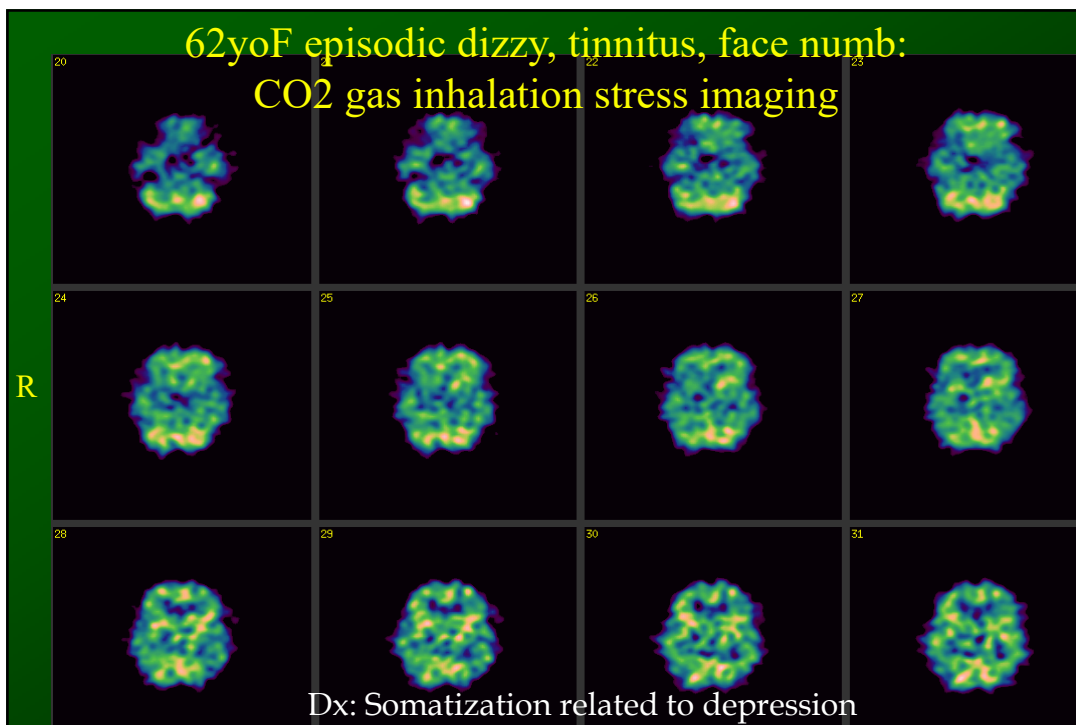 62yoF episodic dizzy, tinnitus, face numb:
CO2 gas inhalation stress imaging
20
22
23
24
25
26
27
R
28
29
30
31
Dx: Somatization related to depression